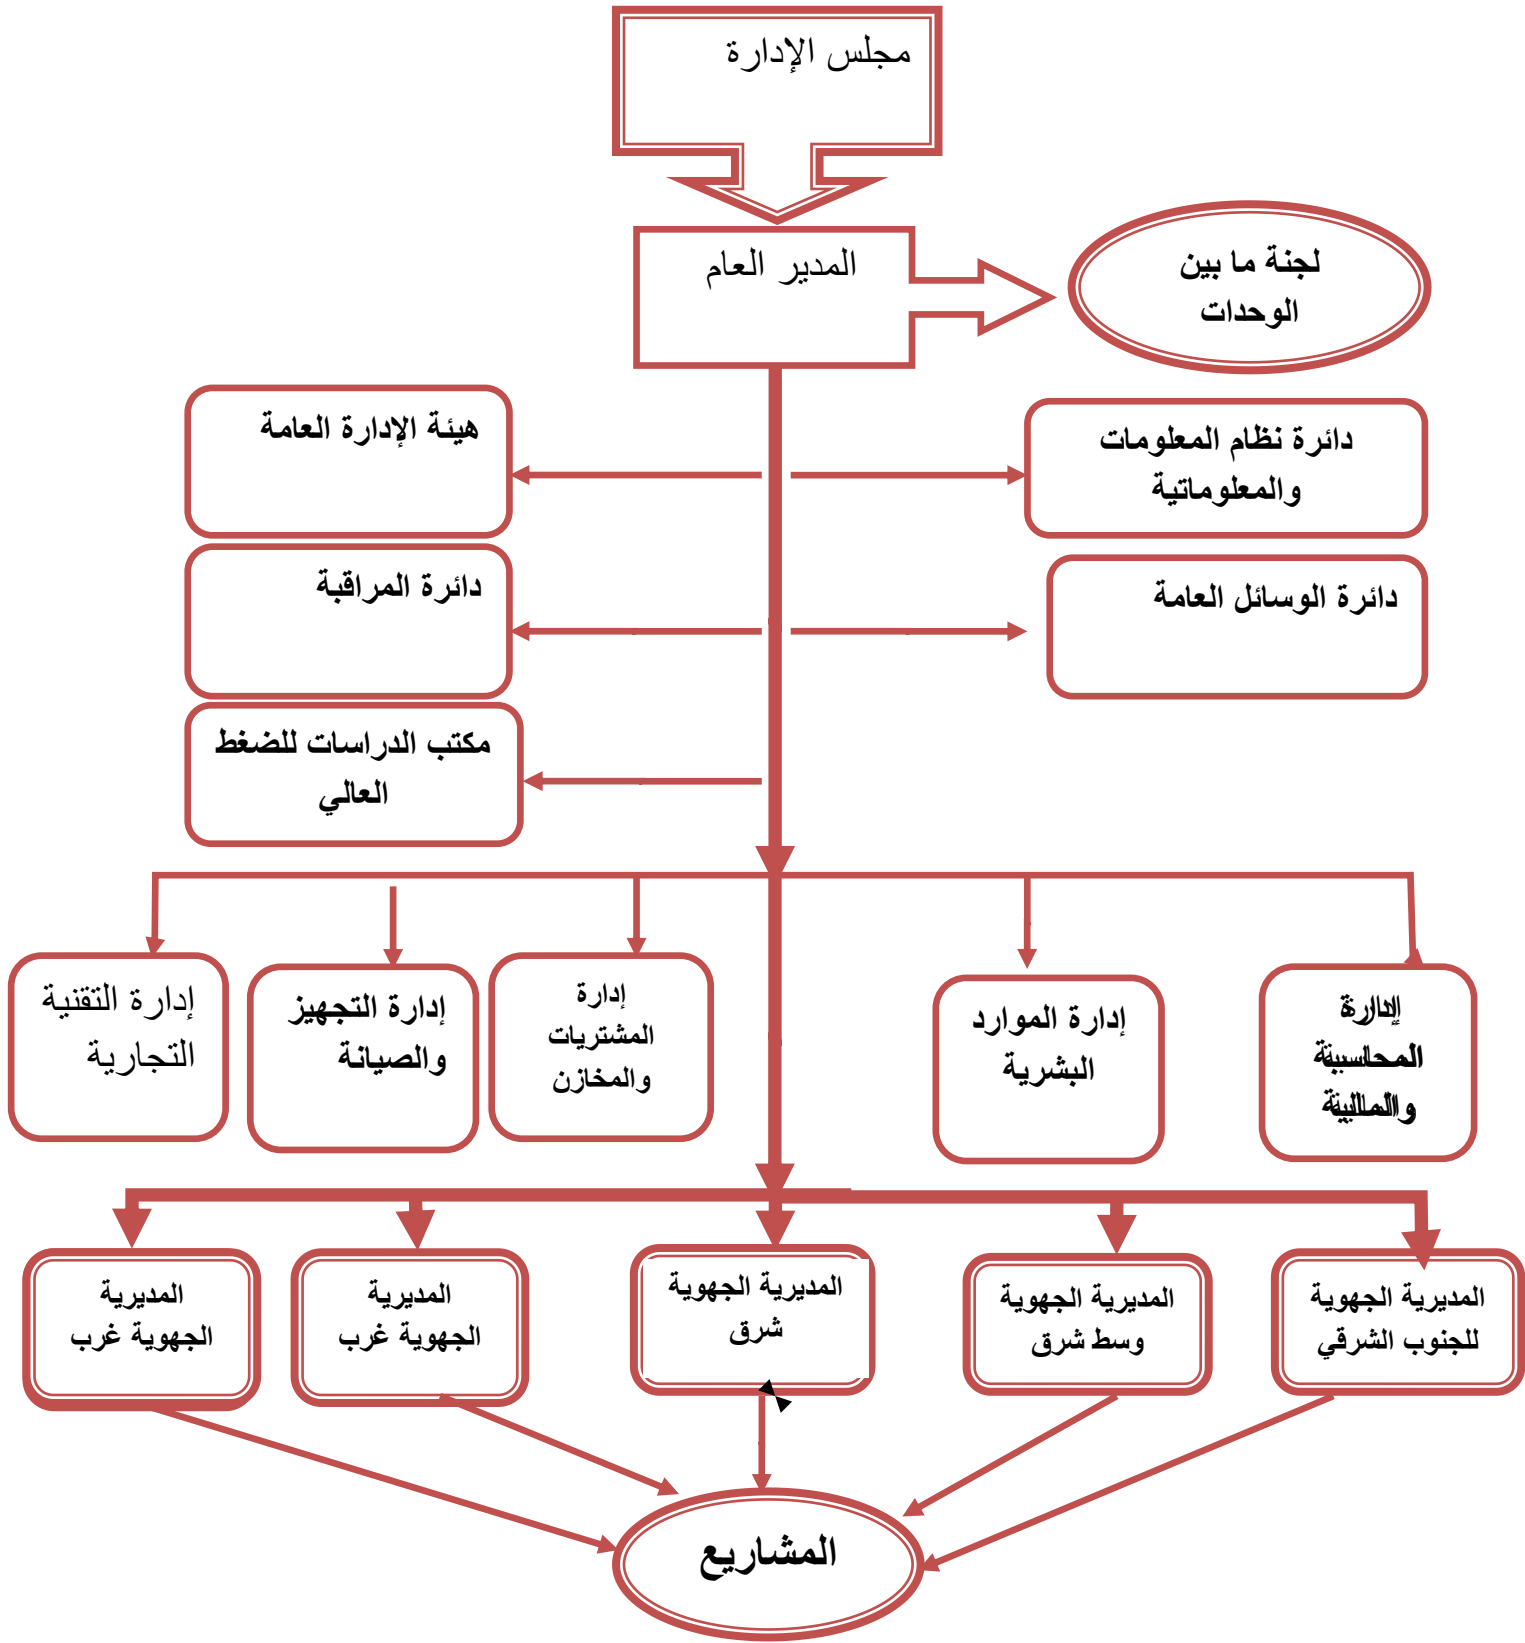 مجلس الإدارة
المدير العام
لجنة ما بين
الوحدات
دائرة نظام المعلومات
والمعلوماتية
هيئة الإدارة العامة
دائرة الوسائل العامة
دائرة المراقبة
مكتب الدراسات للضغط
العالي
إدارة
المحاسبة
والمالية
إدارة الموارد
البشرية
إدارة
المشتريات
والمخازن
إدارة التجهيز
والصيانة
إدارة التقنية
التجارية
المديرية الجهوية
للجنوب الشرقي
المديرية الجهوية
وسط شرق
المديرية الجهوية
شرق
المديرية
الجهوية غرب
المديرية
الجهوية غرب
المشاريع